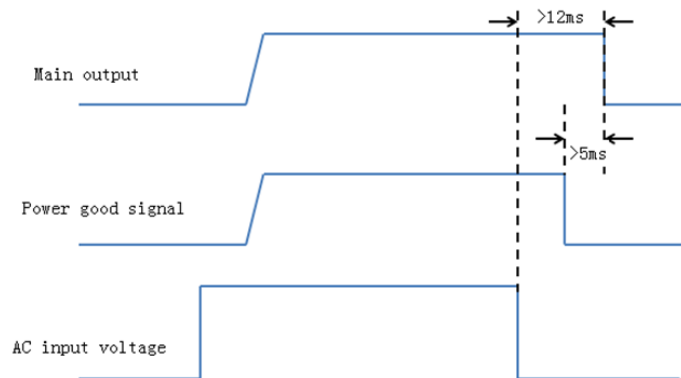 >12ms
Main output
>5ms
Power good signal
AC input voltage